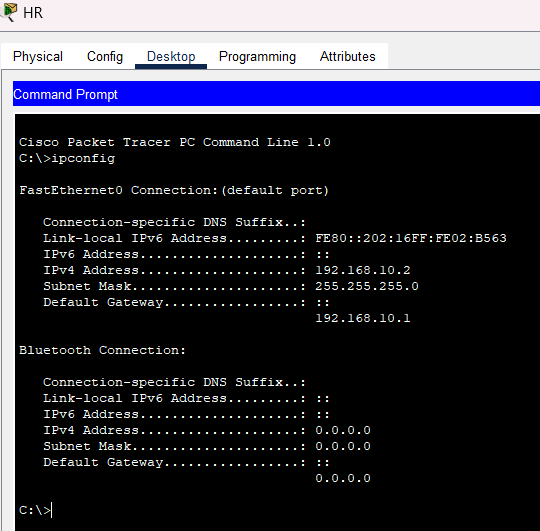 HR
Physical Config Desktop Programming Attributes
Command Prompt
Cisco Packet Tracer PC Command Line 1.0
C:\>ipconfig
FastEthernet0 Connection:(default port)
Connection-specific DNS Suffix..:
Link-local IPv6 Address.........: FE80::202:16FF:FE02:B563
IPv6 Address....................: ::
IPv4 Address....................: 192.168.10.2
Subnet Mask.....................: 255.255.255.0
Default Gateway.................: ::
192.168.10.1
Bluetooth Connection:
Connection-specific DNS Suffix..:
Link-local IPv6 Address.........: ::
IPv6 Address....................: ::
IPv4 Address....................: 0.0.0.0
Subnet Mask.....................: 0.0.0.0
Default Gateway.................: ::
0.0.0.0
C:\>